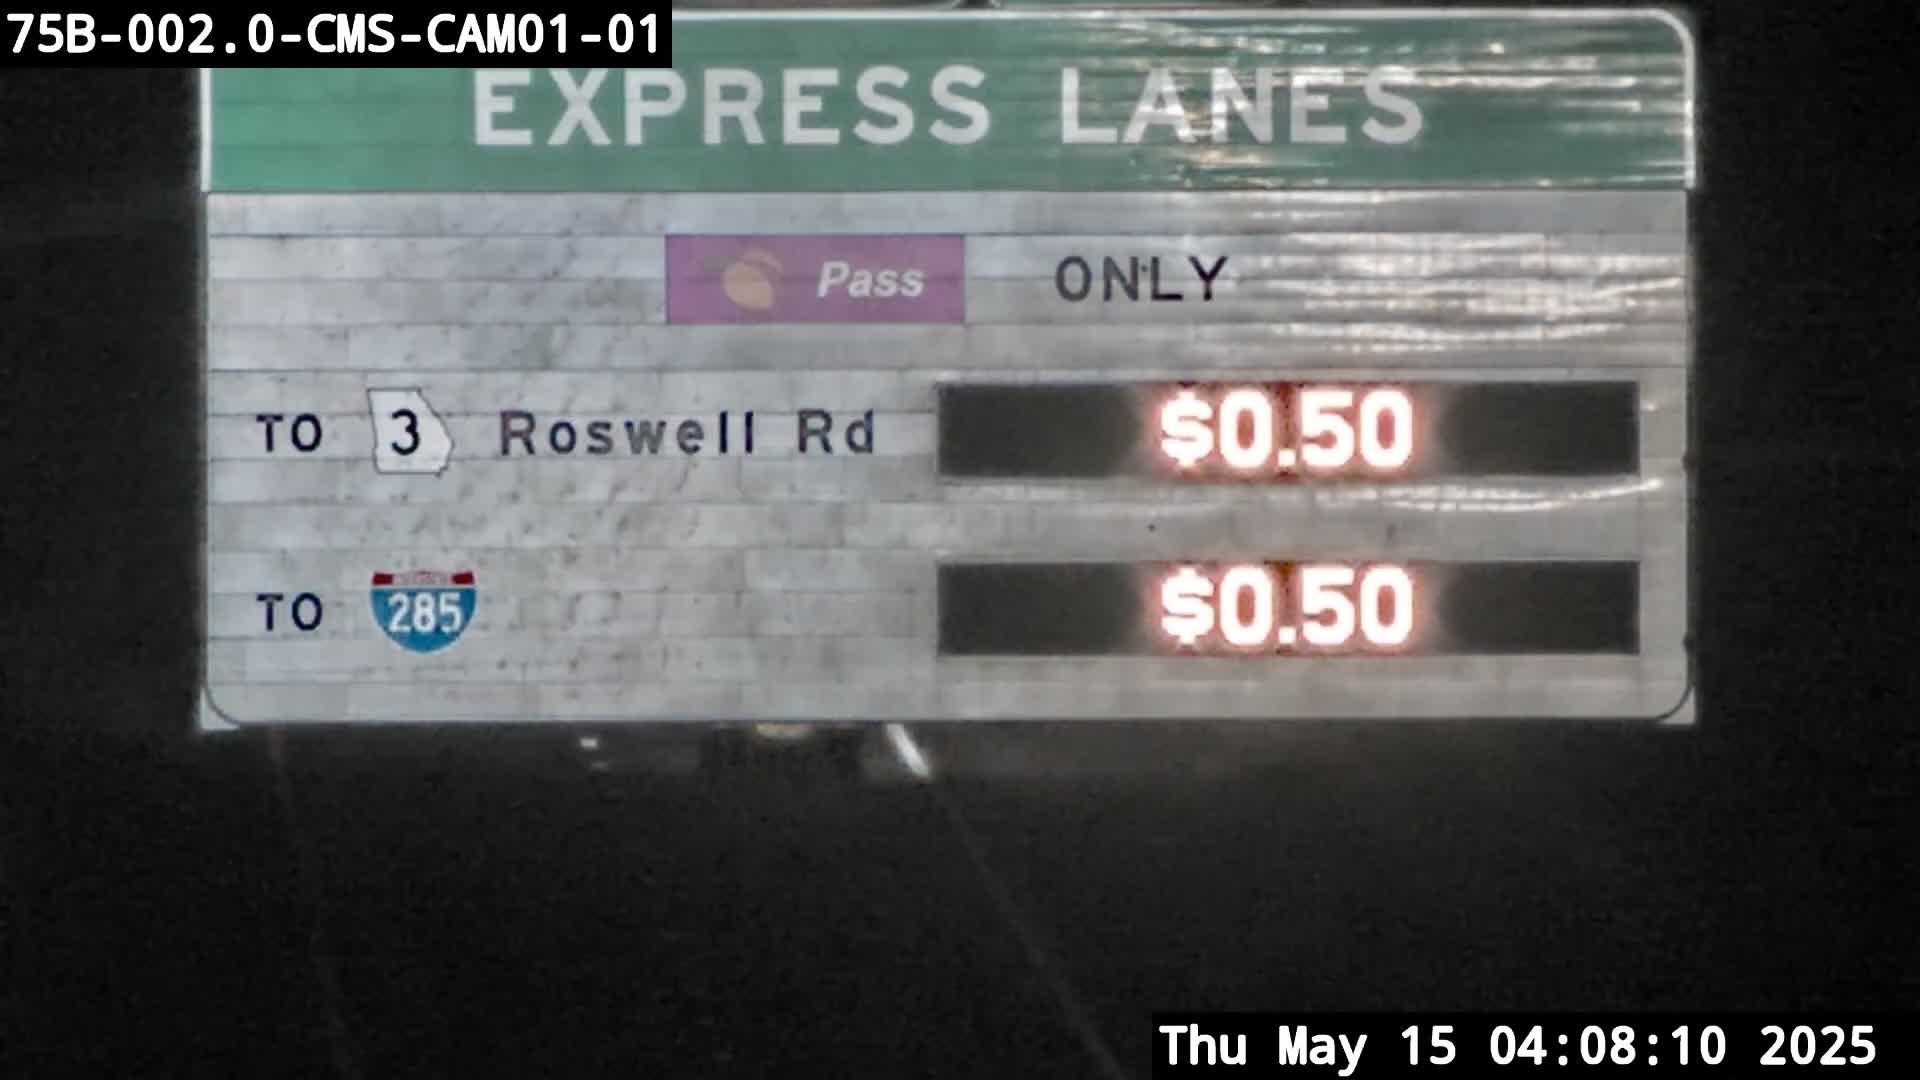 75B-002.0-CMS-CAM01-01
EXPRESS LANES
Pass ONLY
TO 3 Roswell Rd $0.50
TO 285 $0.50
Thu May 15 04:08:10 2025